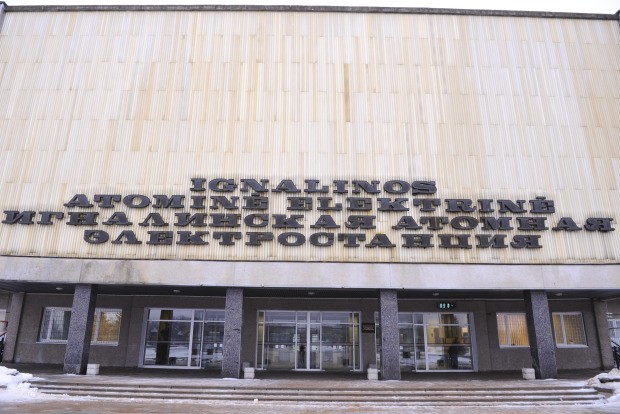 IGNALINOS
ATOMINĖ ELEKTRINĖ
ИГНАЛИНСКАЯ АТОМНАЯ
ЭЛЕКТРОСТАНЦИЯ